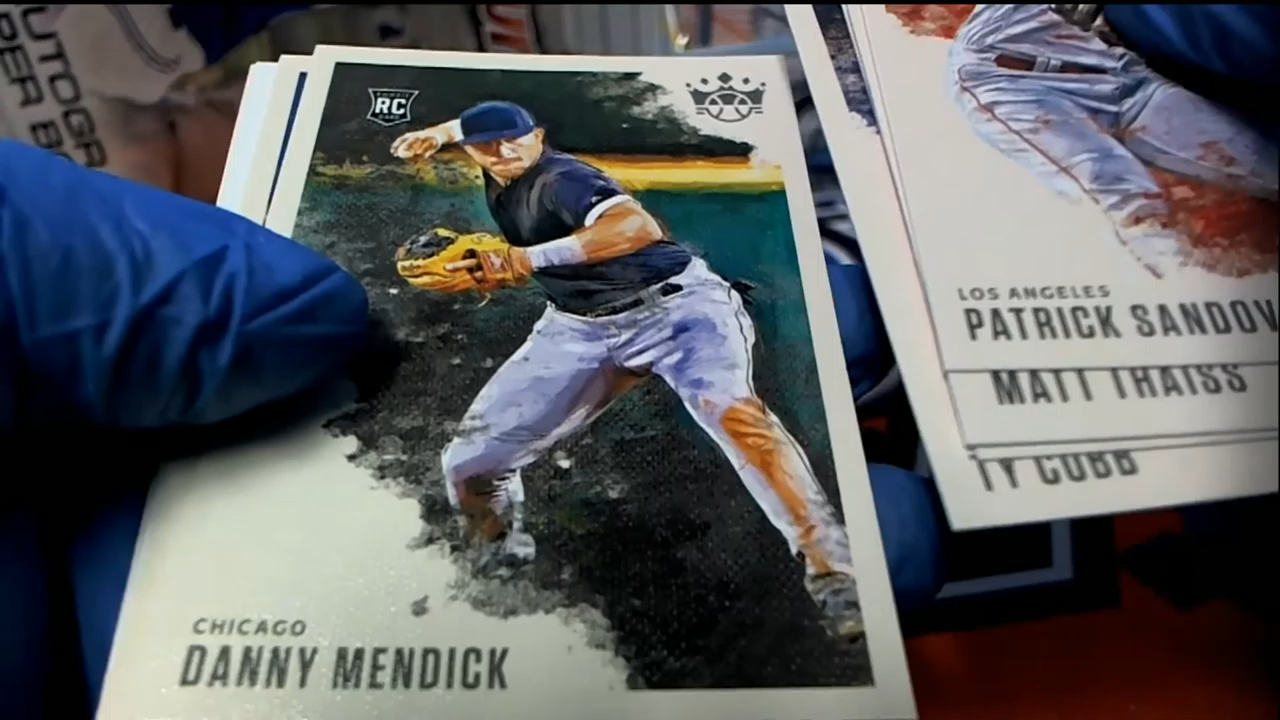 RC
CHICAGO
DANNY MENDICK
LOS ANGELES
PATRICK SANDOV
MATT THAISS
TY COBB